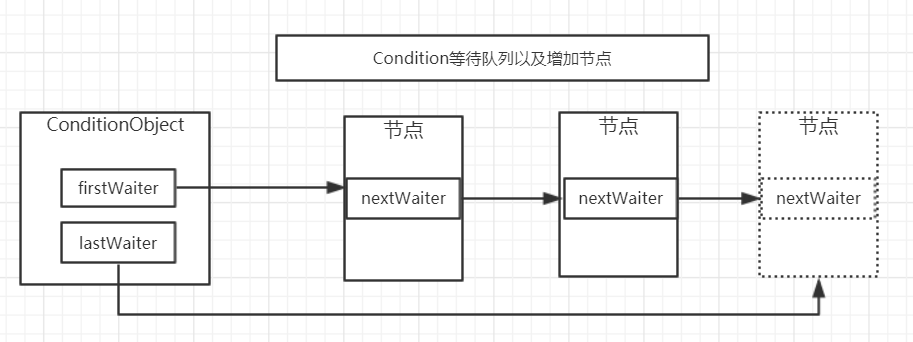 Condition等待队列以及增加节点
ConditionObject
firstWaiter
lastWaiter
节点
nextWaiter
节点
nextWaiter
节点
nextWaiter